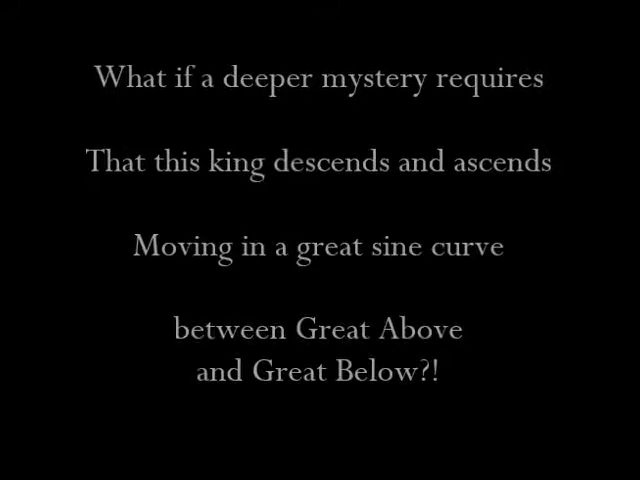 What if a deeper mystery requires
That this king descends and ascends
Moving in a great sine curve
between Great Above
and Great Below?!